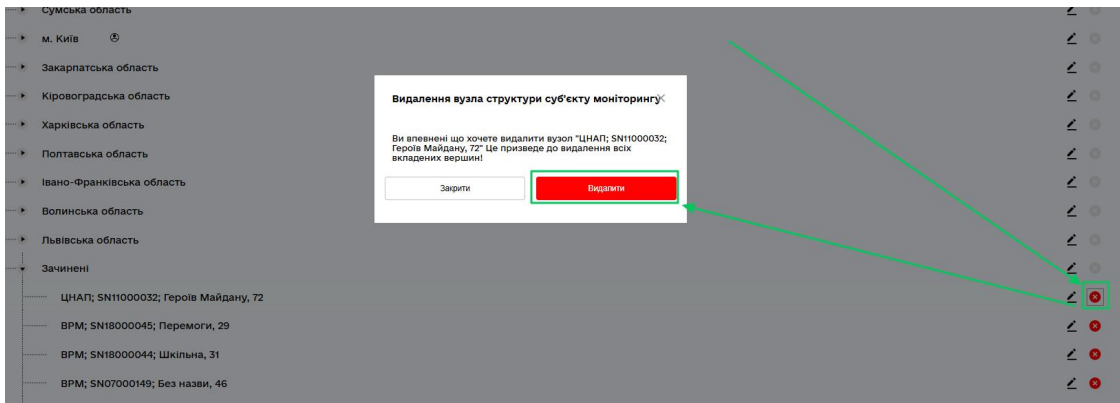 Сумська область
м. Київ
Закарпатська область
Кіровоградська область
Харківська область
Полтавська область
Івано-Франківська область
Волинська область
Львівська область
Зачинені
ЦНАП; SN11000032; Героїв Майдану, 72
ВРМ; SN18000045; Перемоги, 29
ВРМ; SN18000044; Шкільна, 31
ВРМ; SN07000149; Без назви, 46
Видалення вузла структури суб'єкту моніторингу
Ви впевнені що хочете видалити вузол "ЦНАП; SN11000032;
Героїв Майдану, 72" Це призведе до видалення всіх
вкладених вершин!
Закрити
Видалити